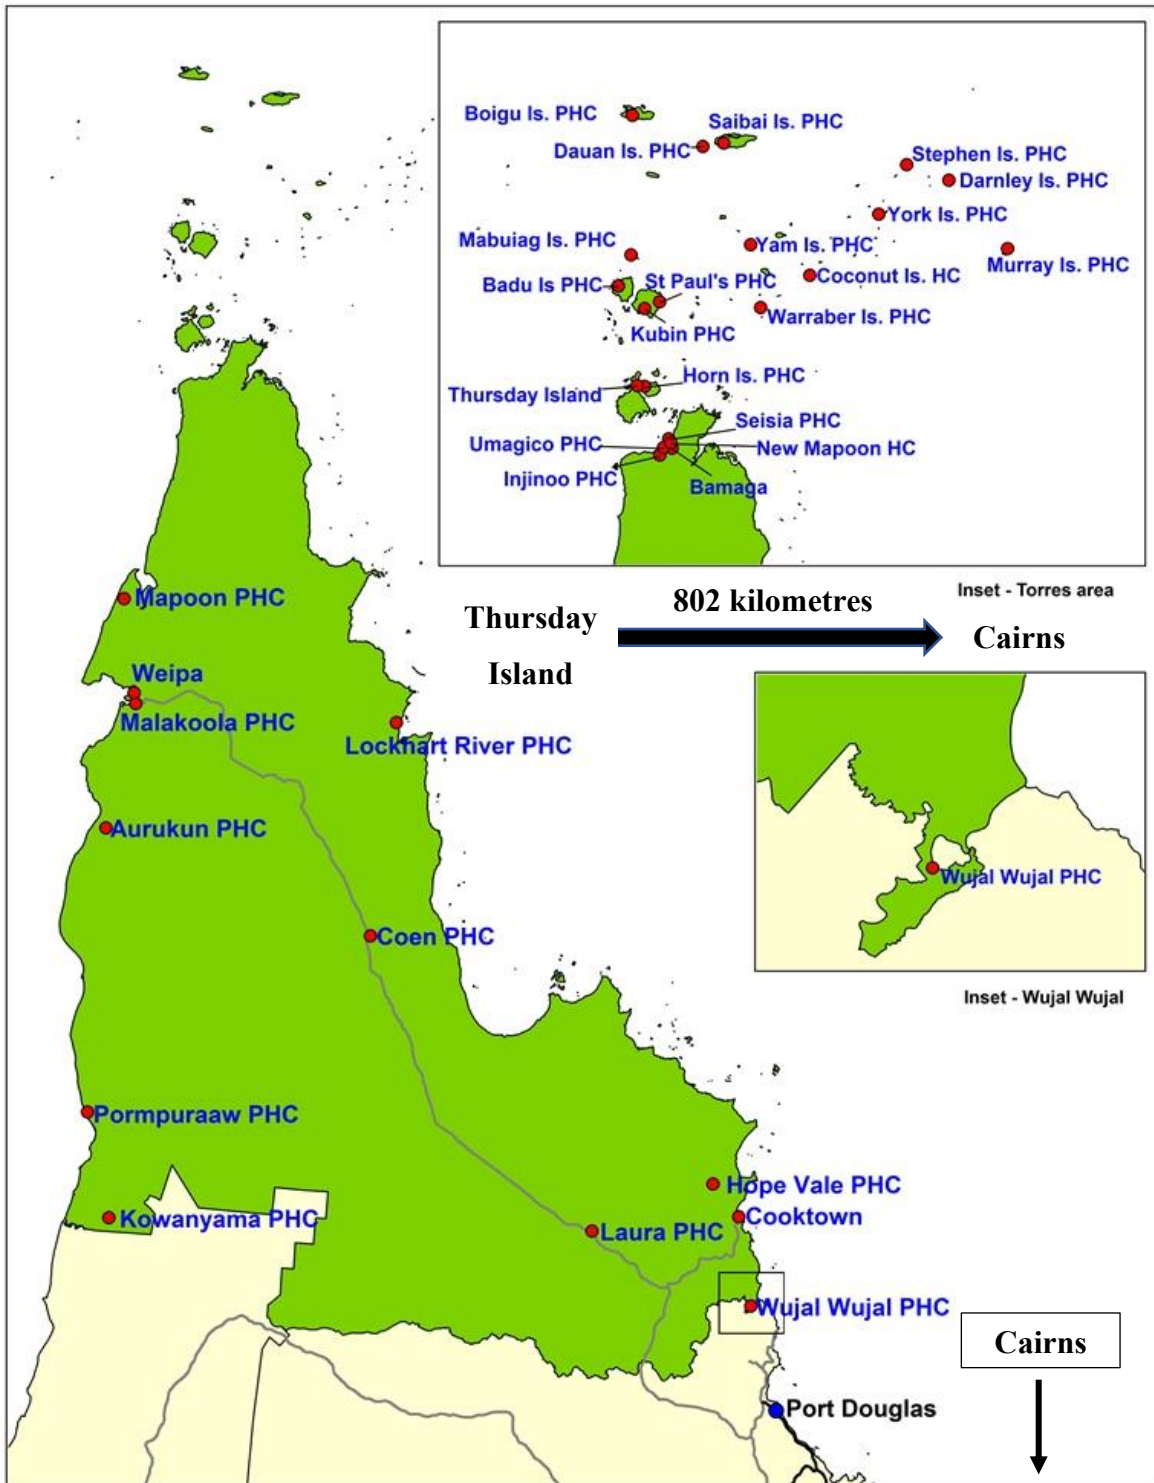 Boigu Is. PHC
Saibai Is. PHC
Dauan Is. PHC
Stephen Is. PHC
Darnley Is. PHC
York Is. PHC
Mabuiag Is. PHC
Yam Is. PHC
Murray Is. PHC
Badu Is PHC
St Paul's PHC
Coconut Is. HC
Warraber Is. PHC
Kubin PHC
Horn Is. PHC
Thursday Island
Seisia PHC
Umagico PHC
New Mapoon HC
Injinoo PHC
Bamaga
Inset - Torres area
Thursday
Island
802 kilometres
Cairns
Mapoon PHC
Weipa
Malakoola PHC
Lockhart River PHC
Aurukun PHC
Wujal Wujal PHC
Coen PHC
Inset - Wujal Wujal
Pormpuraaw PHC
Hope Vale PHC
Kowanyama PHC
Cooktown
Laura PHC
Wujal Wujal PHC
Cairns
Port Douglas